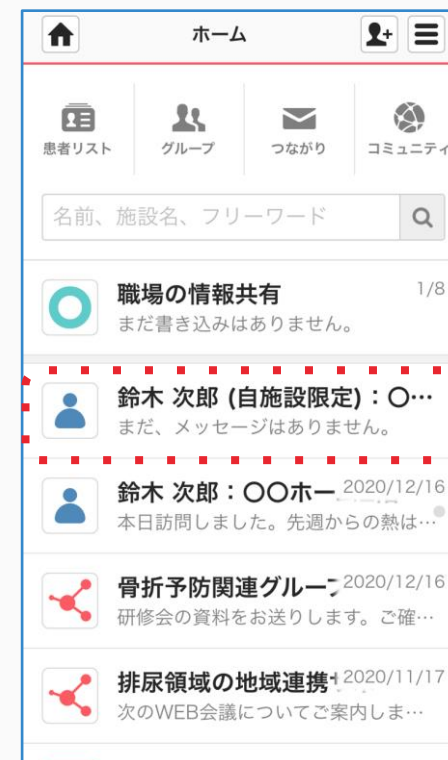 ホーム
患者リスト グループ つながり コミュニティ
名前、施設名、フリーワード
職場の情報共有 1/8
まだ書き込みはありません。
鈴木 次郎 (自施設限定)：〇…
まだ、メッセージはありません。
鈴木 次郎：〇〇ホー 2020/12/16
本日訪問しました。先週からの熱は…
骨折予防関連グルー 2020/12/16
研修会の資料をお送りします。ご確…
排尿領域の地域連携 2020/11/17
次のWEB会議についてご案内しま…